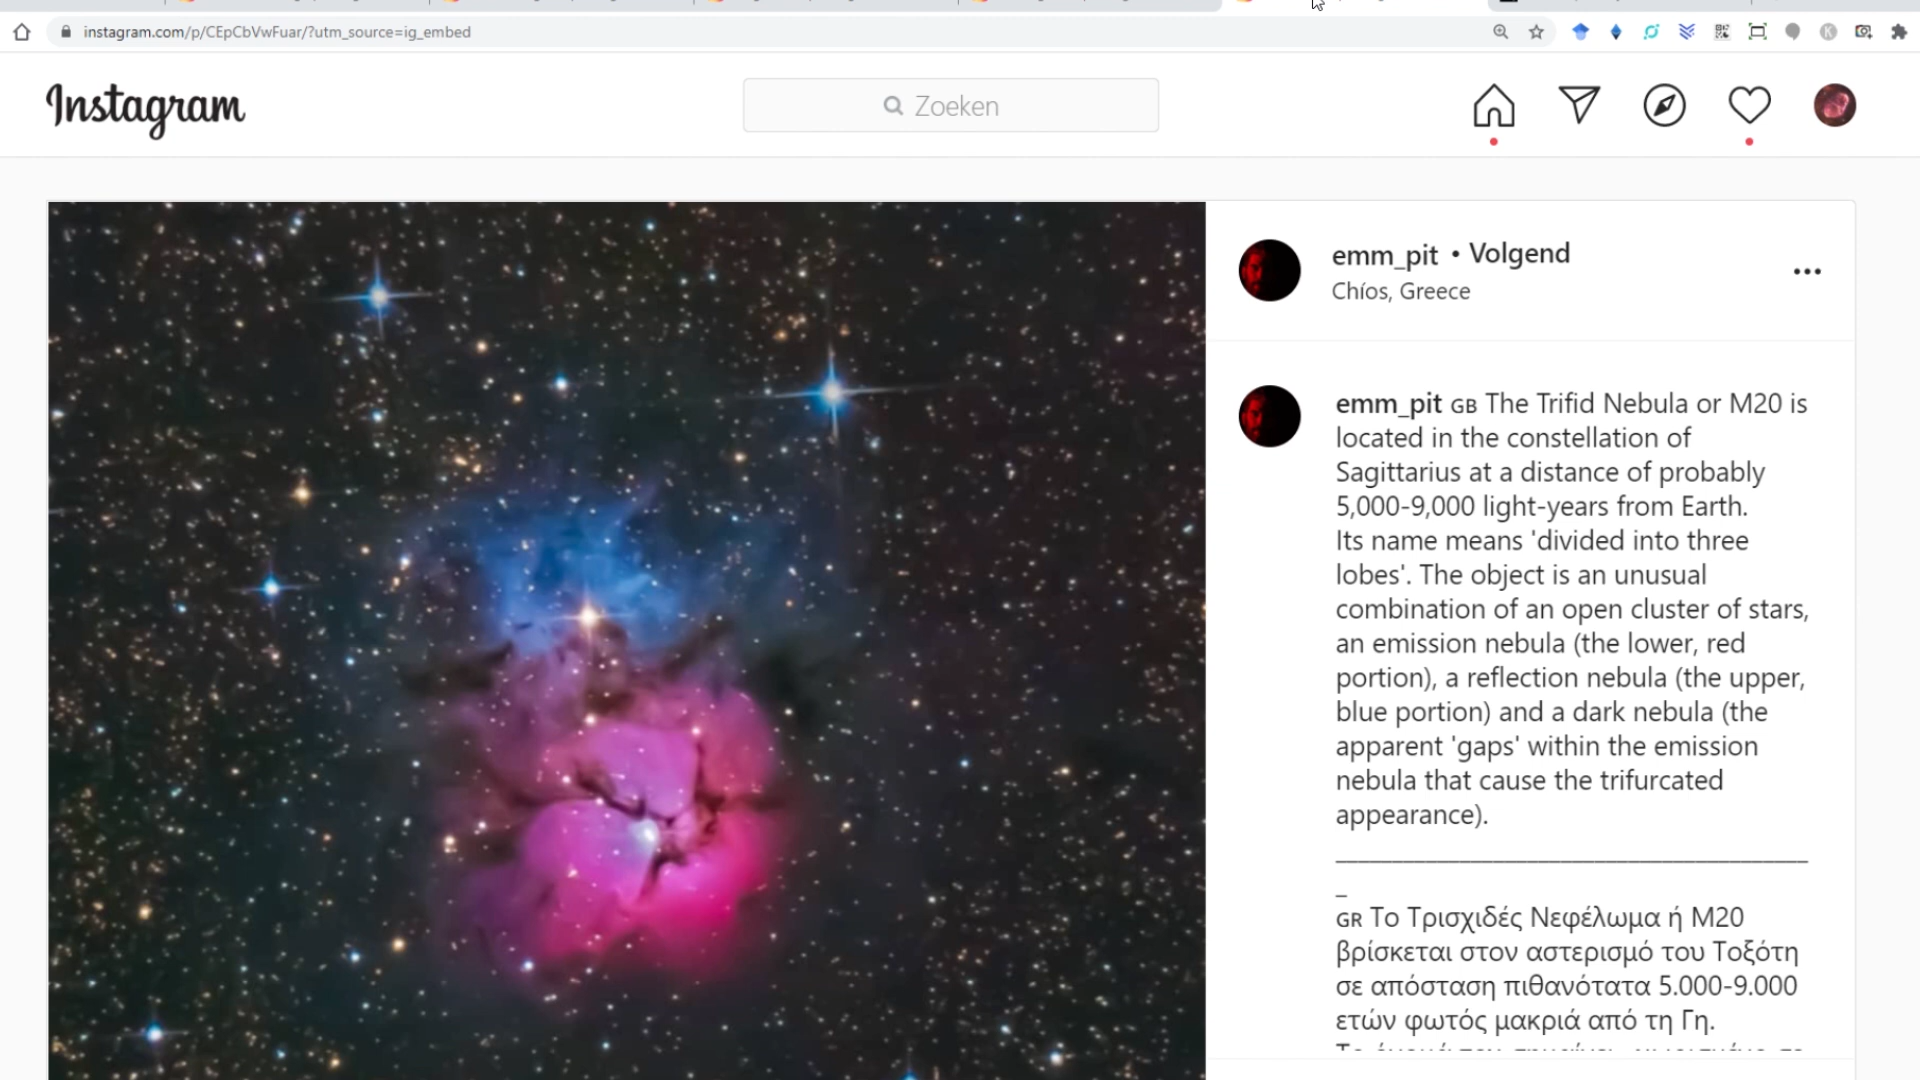 instagram.com/p/CEpCbVwFuar/?utm_source=ig_embed
Instagram
Zoeken
emm_pit • Volgend
Chíos, Greece
emm_pit GB The Trifid Nebula or M20 is
located in the constellation of
Sagittarius at a distance of probably
5,000-9,000 light-years from Earth.
Its name means 'divided into three
lobes'. The object is an unusual
combination of an open cluster of stars,
an emission nebula (the lower, red
portion), a reflection nebula (the upper,
blue portion) and a dark nebula (the
apparent 'gaps' within the emission
nebula that cause the trifurcated
appearance).
GR Το Τρισχιδές Νεφέλωμα ή M20
βρίσκεται στον αστερισμό του Τοξότη
σε απόσταση πιθανότατα 5.000-9.000
ετών φωτός μακριά από τη Γη.